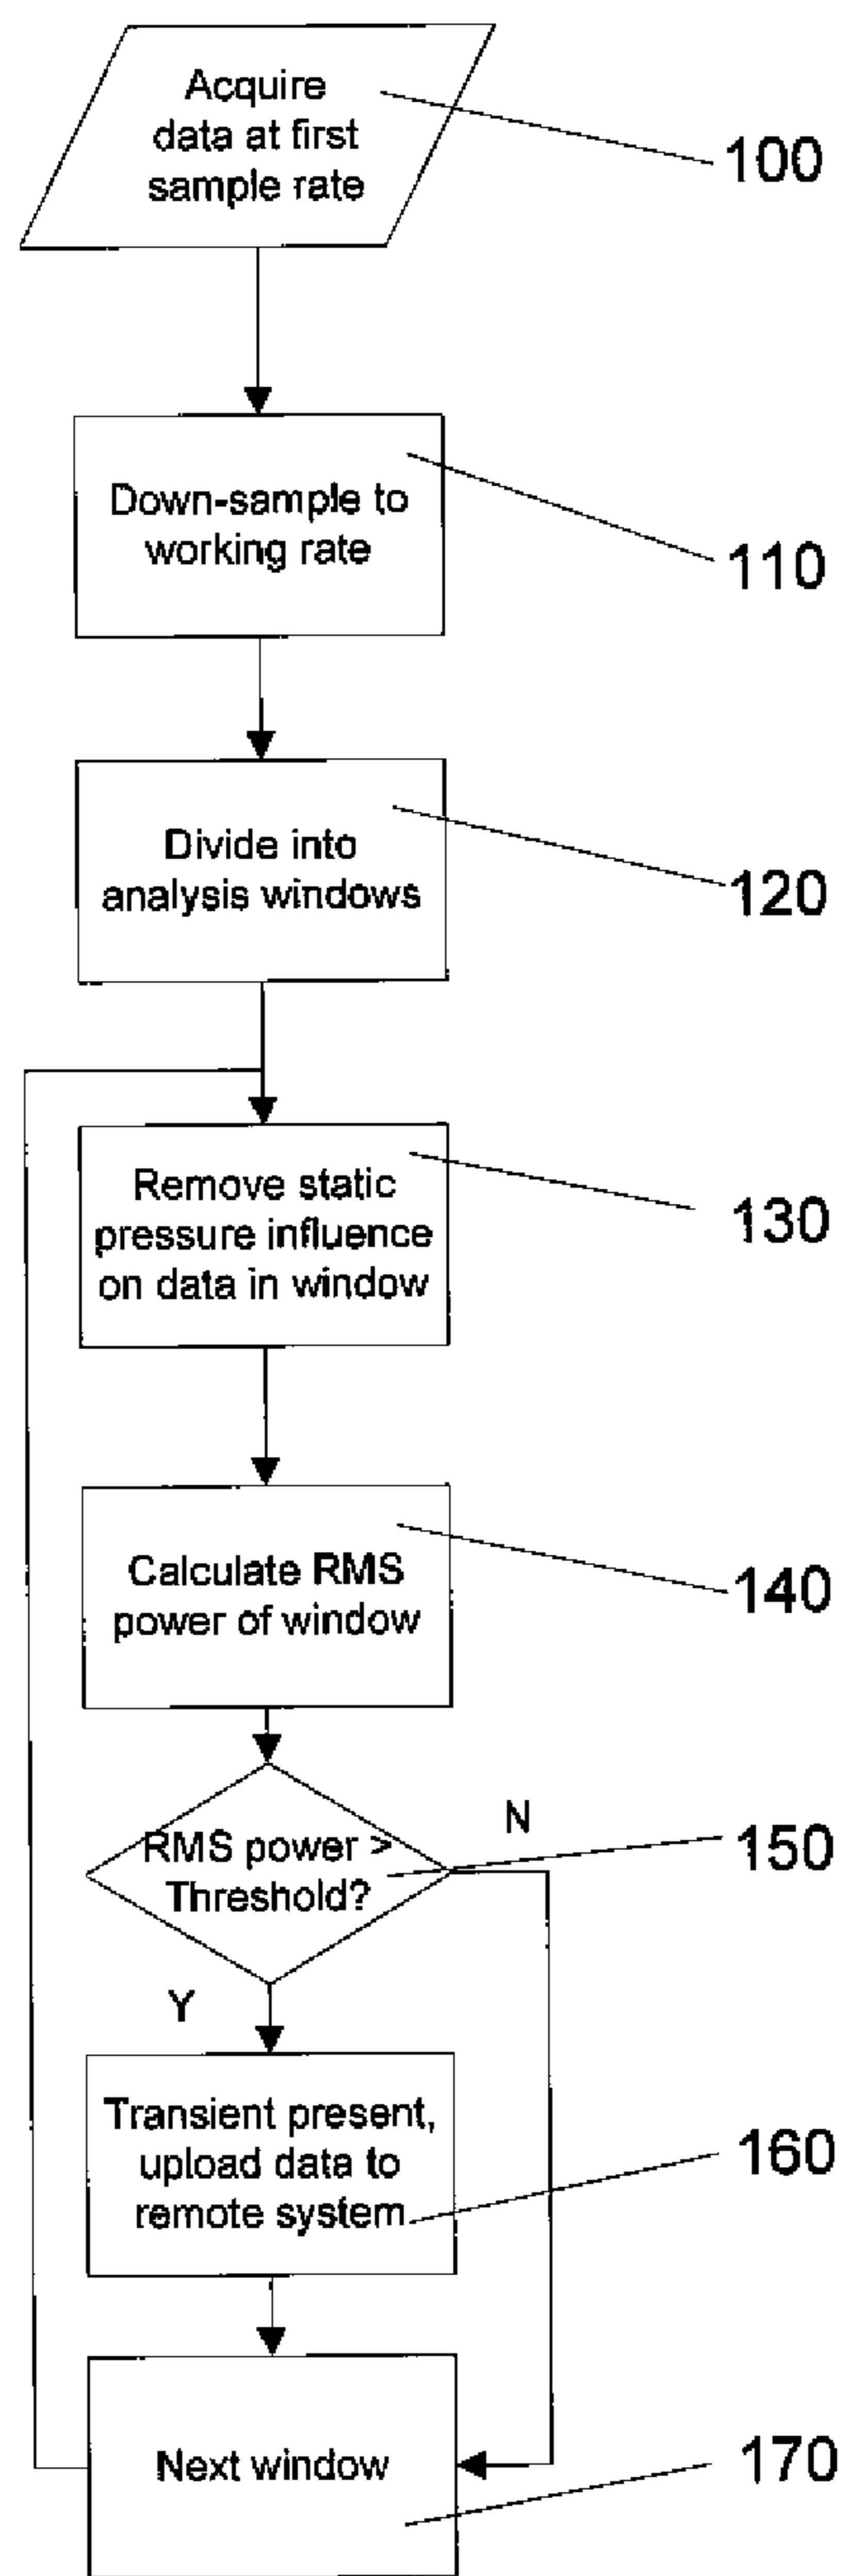 Acquire
data at first
sample rate
100
Down-sample to
working rate
110
Divide into
analysis windows
120
Remove static
pressure influence
on data in window
130
Calculate RMS
power of window
140
RMS power >
Threshold?
N
150
Y
Transient present,
upload data to
remote system
160
Next window
170